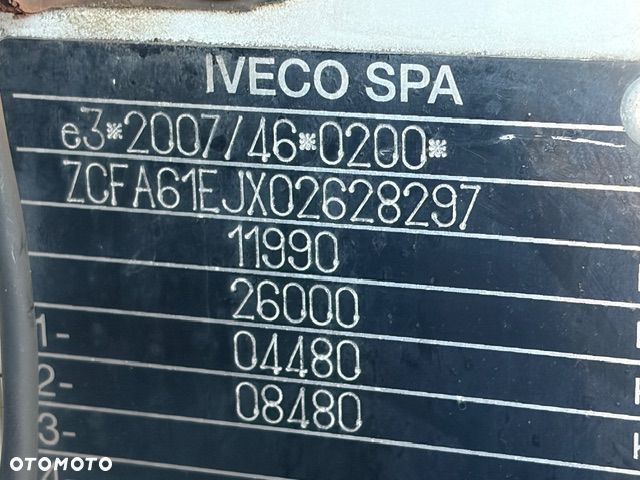 IVECO SPA
e3*2007/46*0200*
ZCFA61EJX02628297
11990
26000
1- 04480
2- 08480
3-
OTOMOTO